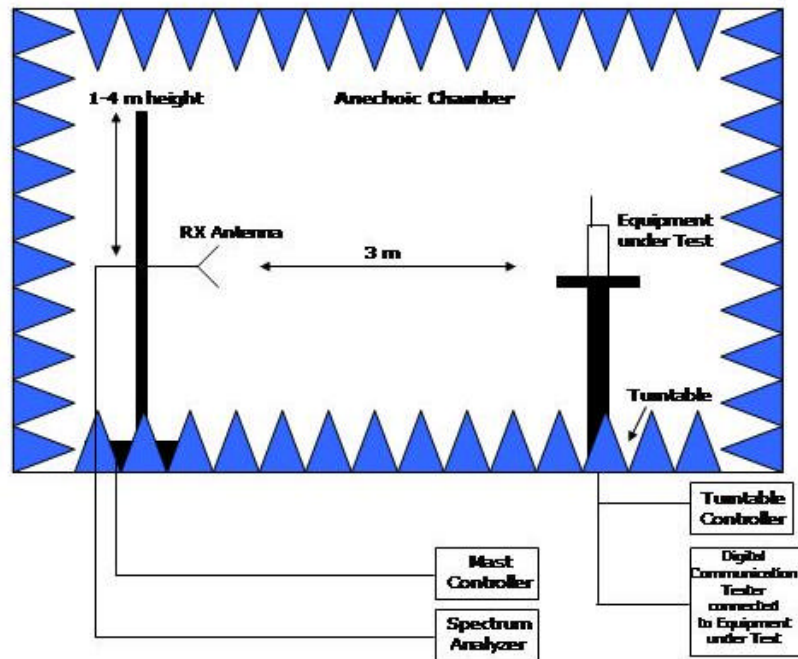 1-4 m height
Anechoic Chamber
RX Antenna
3 m
Equipment
under Test
Turntable
Turntable
Controller
Mast
Controller
Spectrum
Analyzer
Digital
Communication
Tester
connected
to Equipment
under Test